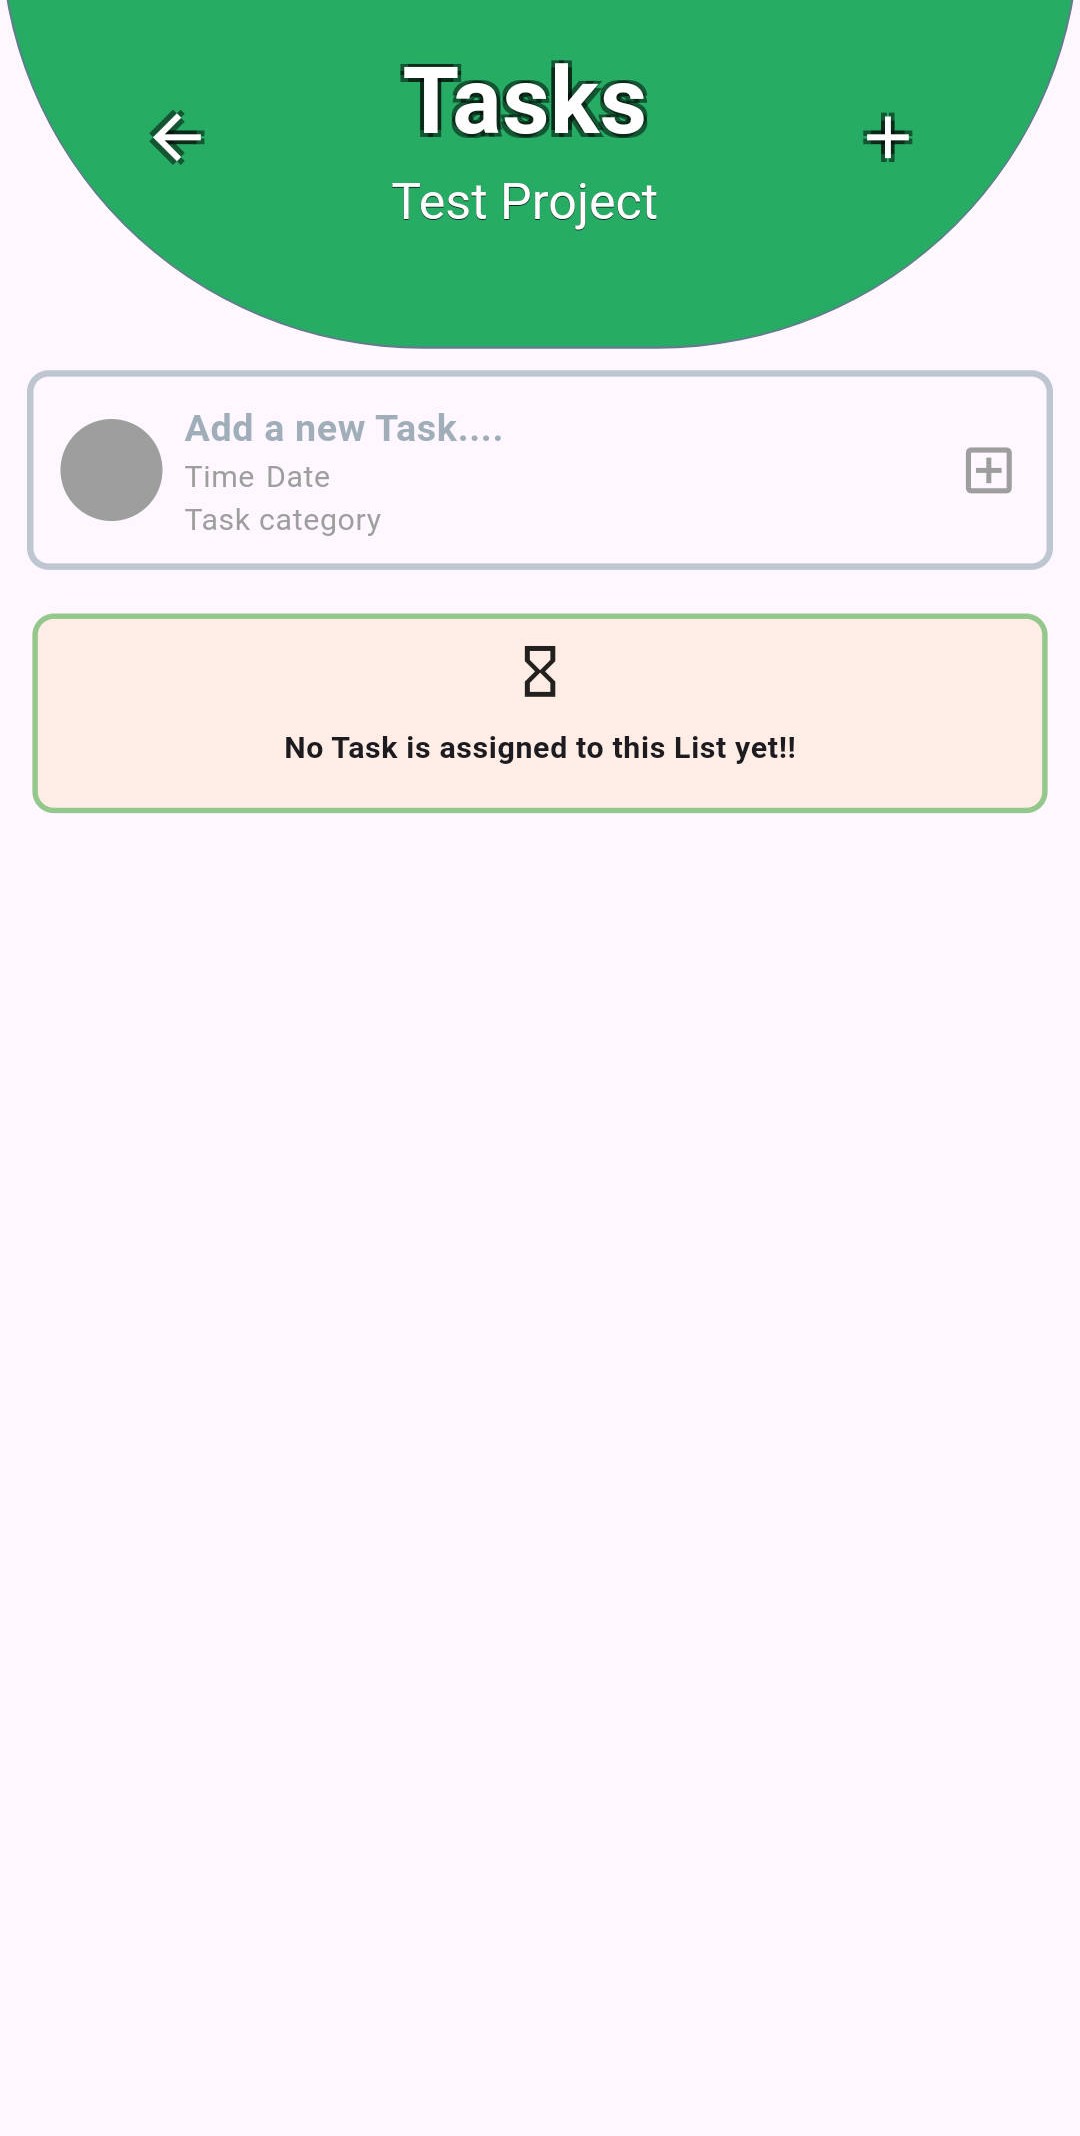 Tasks
Test Project
Add a new Task....
Time Date
Task category
No Task is assigned to this List yet!!